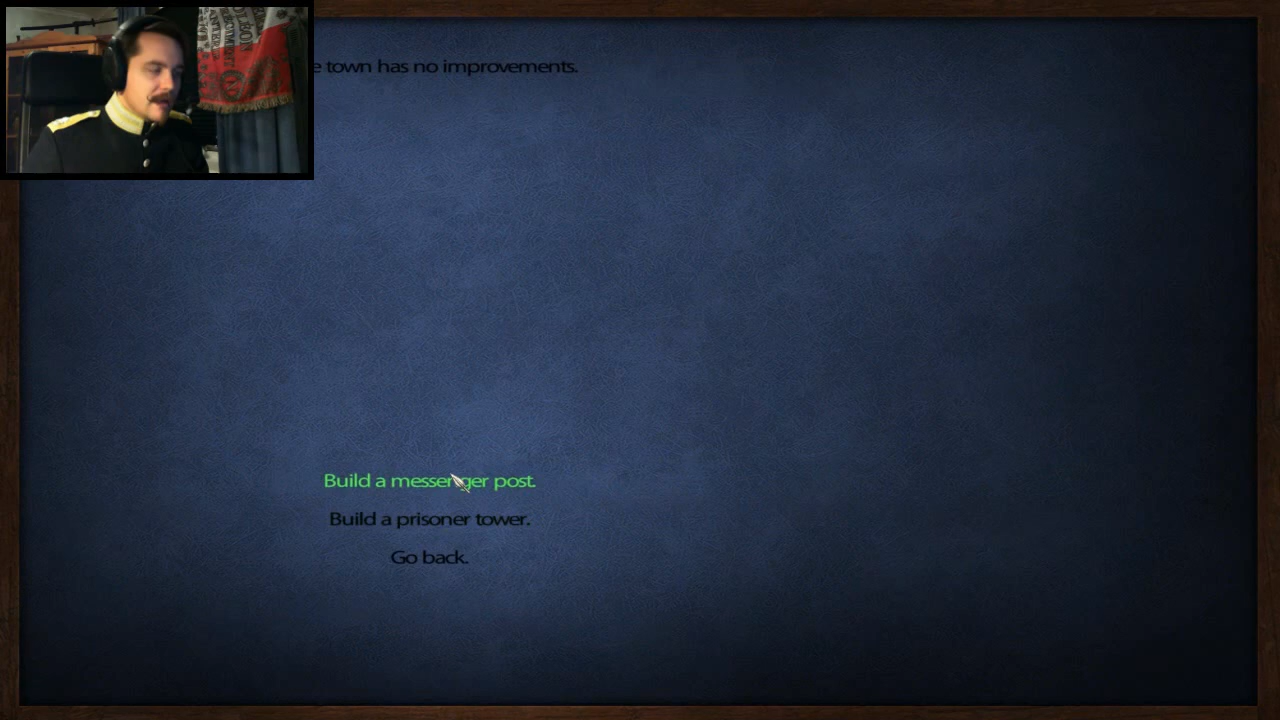 e town has no improvements.
Build a messenger post.
Build a prisoner tower.
Go back.